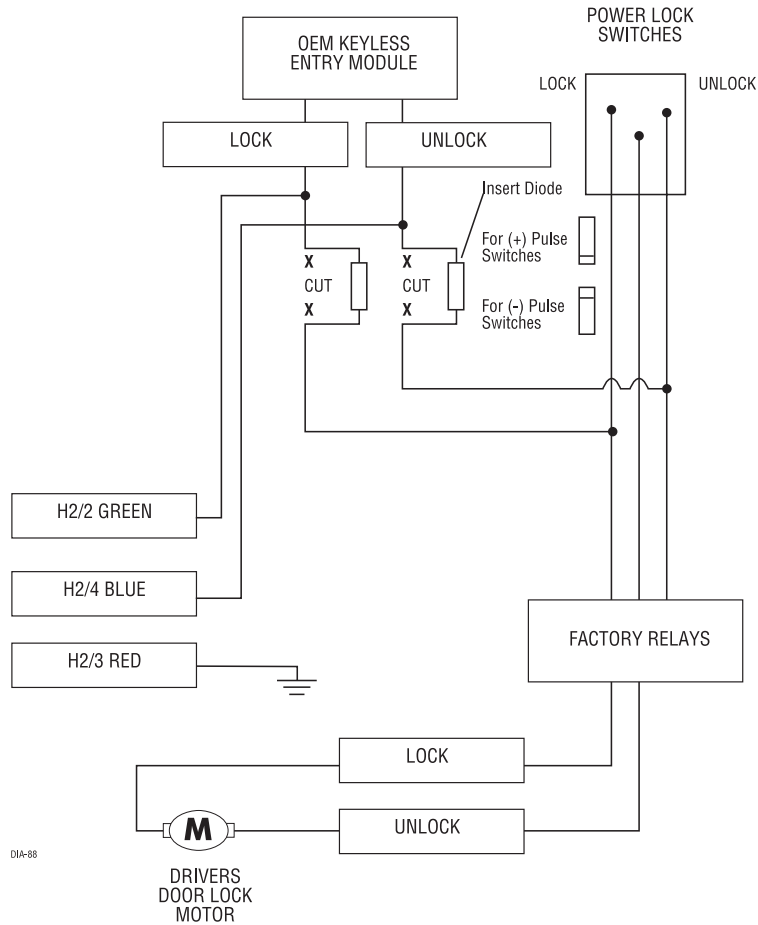 POWER LOCK
SWITCHES
OEM KEYLESS
ENTRY MODULE
LOCK
UNLOCK
LOCK
UNLOCK
Insert Diode
For (+) Pulse
Switches
X
CUT
X
X
CUT
X
For (-) Pulse
Switches
H2/2 GREEN
H2/4 BLUE
H2/3 RED
FACTORY RELAYS
LOCK
UNLOCK
M
DIA-88
DRIVERS
DOOR LOCK
MOTOR